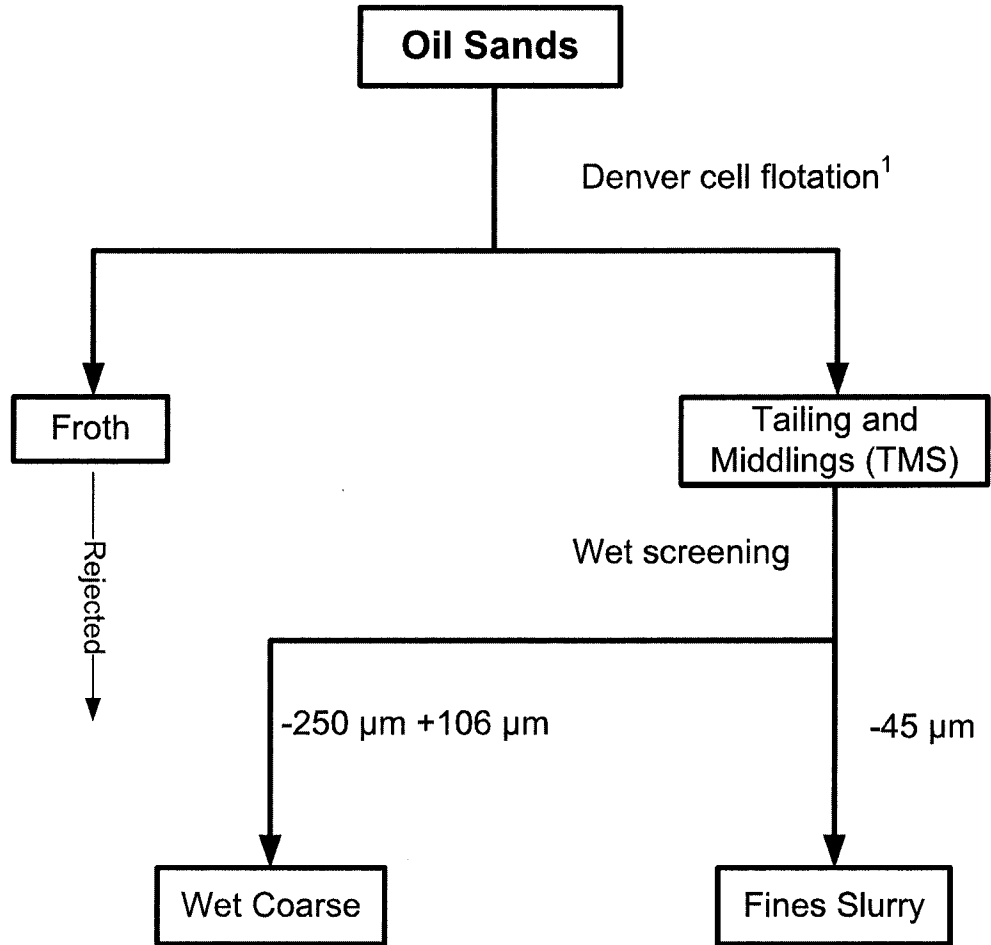 Oil Sands
Denver cell flotation¹
Froth
Tailing and
Middlings (TMS)
Rejected
Wet screening
-250 µm +106 µm
-45 µm
Wet Coarse
Fines Slurry